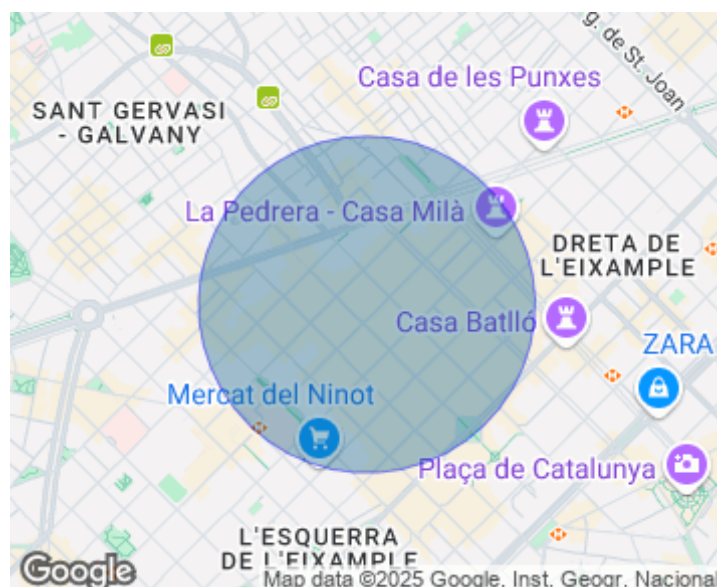 g. de St. Joan
Casa de les Punxes
SANT GERVASI
- GALVANY
La Pedrera - Casa Milà
DRETA DE
L'EIXAMPLE
Casa Batlló
ZARA
Mercat del Ninot
Plaça de Catalunya
L'ESQUERRA
DE L'EIXAMPLE
Google
Map data ©2025 Google, Inst. Geogr. Nacional